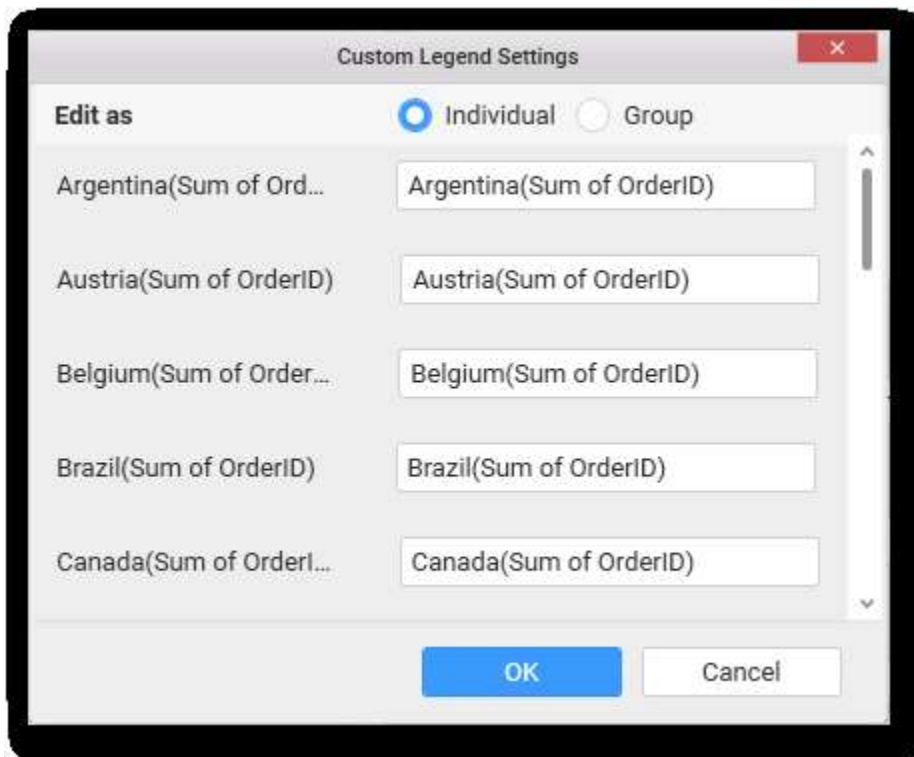 Custom Legend Settings
Edit as Individual Group
Argentina(Sum of Ord... Argentina(Sum of OrderID)
Austria(Sum of OrderID) Austria(Sum of OrderID)
Belgium(Sum of Order... Belgium(Sum of OrderID)
Brazil(Sum of OrderID) Brazil(Sum of OrderID)
Canada(Sum of OrderI... Canada(Sum of OrderID)
OK Cancel